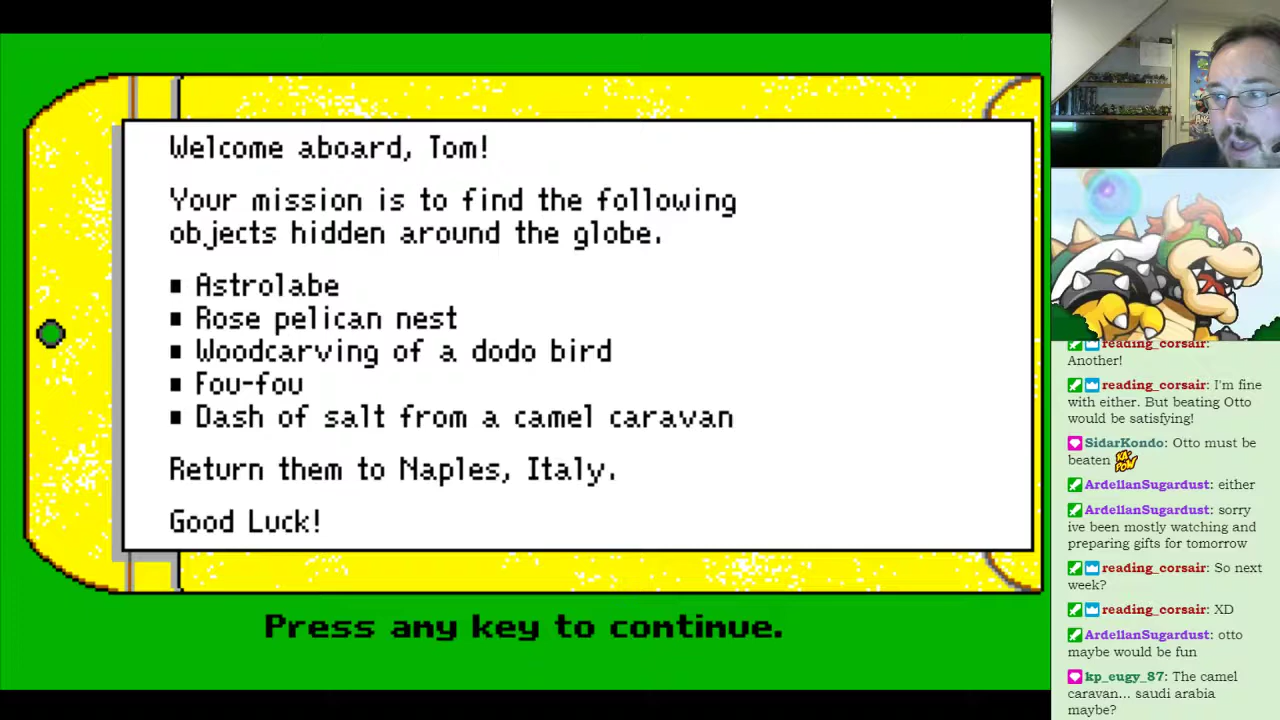 Welcome aboard, Tom!
Your mission is to find the following
objects hidden around the globe.
▪ Astrolabe
▪ Rose pelican nest
▪ Woodcarving of a dodo bird
▪ Fou-fou
▪ Dash of salt from a camel caravan
Return them to Naples, Italy.
Good Luck!
Press any key to continue.
reading_corsair:
Another!
reading_corsair: I'm fine
with either. But beating Otto
would be satisfying!
SidarKondo: Otto must be
beaten KA-POW
ArdellanSugardust: either
ArdellanSugardust: sorry
ive been mostly watching and
preparing gifts for tomorrow
reading_corsair: So next
week?
reading_corsair: XD
ArdellanSugardust: otto
maybe would be fun
kp_eugy_87: The camel
caravan... saudi arabia
maybe?